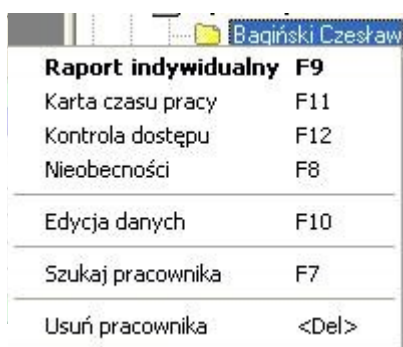 Bagiński Czesław
Raport indywidualny F9
Karta czasu pracy F11
Kontrola dostępu F12
Nieobecności F8
Edycja danych F10
Szukaj pracownika F7
Usuń pracownika <Del>